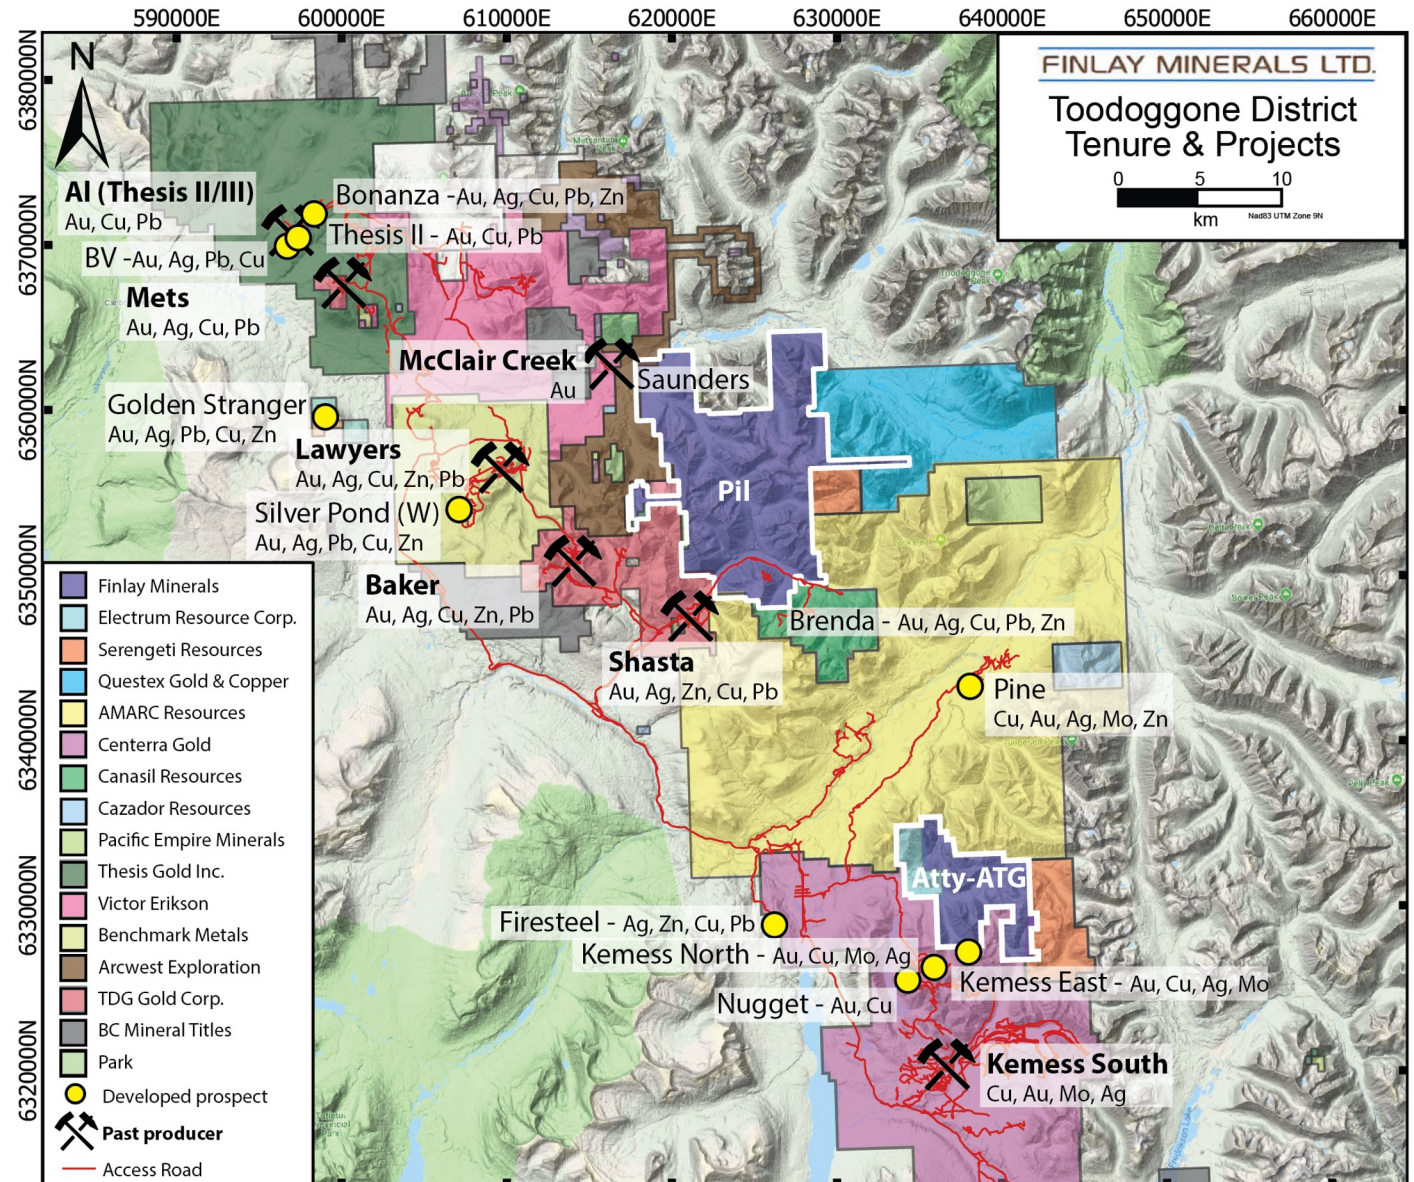 590000E 600000E 610000E 620000E 630000E 640000E 650000E 660000E
6380000N
6370000N
6360000N
6350000N
6340000N
6330000N
6320000N
N
FINLAY MINERALS LTD.
Toodoggone District
Tenure & Projects
0 5 10
km
Nad83 UTM Zone 9N
Al (Thesis II/III)
Au, Cu, Pb
Bonanza -Au, Ag, Cu, Pb, Zn
Thesis II - Au, Cu, Pb
BV -Au, Ag, Pb, Cu
Mets
Au, Ag, Cu, Pb
McClair Creek
Au
Saunders
Golden Stranger
Au, Ag, Pb, Cu, Zn
Lawyers
Au, Ag, Cu, Zn, Pb
Silver Pond (W)
Au, Ag, Pb, Cu, Zn
Pil
Baker
Au, Ag, Cu, Zn, Pb
Brenda - Au, Ag, Cu, Pb, Zn
Shasta
Au, Ag, Zn, Cu, Pb
Pine
Cu, Au, Ag, Mo, Zn
Atty-ATG
Firesteel - Ag, Zn, Cu, Pb
Kemess North - Au, Cu, Mo, Ag
Kemess East - Au, Cu, Ag, Mo
Nugget - Au, Cu
Kemess South
Cu, Au, Mo, Ag
Finlay Minerals
Electrum Resource Corp.
Serengeti Resources
Questex Gold & Copper
AMARC Resources
Centerra Gold
Canasil Resources
Cazador Resources
Pacific Empire Minerals
Thesis Gold Inc.
Victor Erikson
Benchmark Metals
Arcwest Exploration
TDG Gold Corp.
BC Mineral Titles
Park
Developed prospect
Past producer
Access Road